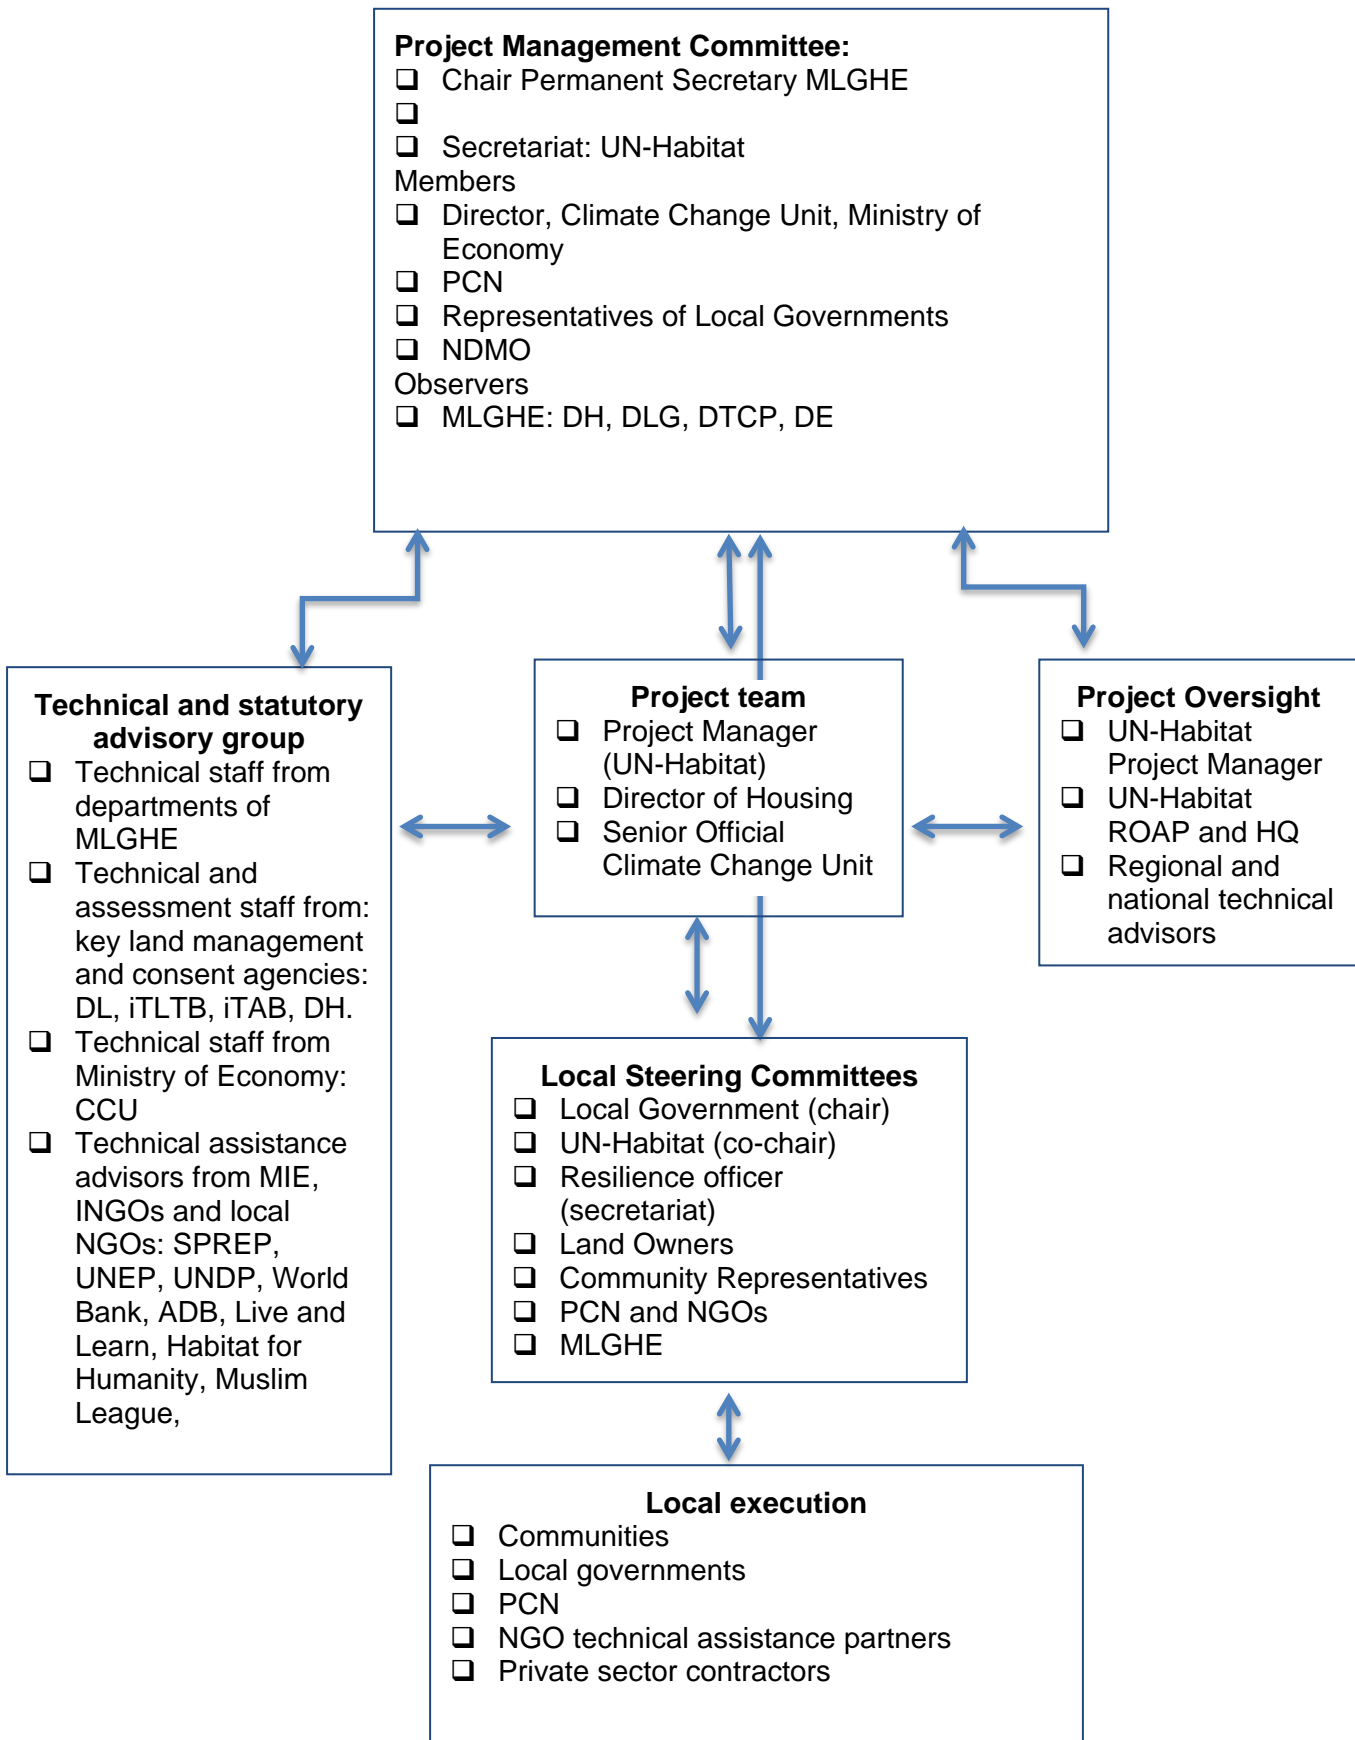 Project Management Committee:
❑ Chair Permanent Secretary MLGHE
❑
❑ Secretariat: UN-Habitat
Members
❑ Director, Climate Change Unit, Ministry of
Economy
❑ PCN
❑ Representatives of Local Governments
❑ NDMO
Observers
❑ MLGHE: DH, DLG, DTCP, DE
Technical and statutory
advisory group
❑ Technical staff from
departments of
MLGHE
❑ Technical and
assessment staff from:
key land management
and consent agencies:
DL, iTLTB, iTAB, DH.
❑ Technical staff from
Ministry of Economy:
CCU
❑ Technical assistance
advisors from MIE,
INGOs and local
NGOs: SPREP,
UNEP, UNDP, World
Bank, ADB, Live and
Learn, Habitat for
Humanity, Muslim
League,
Project team
❑ Project Manager
(UN-Habitat)
❑ Director of Housing
❑ Senior Official
Climate Change Unit
Project Oversight
❑ UN-Habitat
Project Manager
❑ UN-Habitat
ROAP and HQ
❑ Regional and
national technical
advisors
Local Steering Committees
❑ Local Government (chair)
❑ UN-Habitat (co-chair)
❑ Resilience officer
(secretariat)
❑ Land Owners
❑ Community Representatives
❑ PCN and NGOs
❑ MLGHE
Local execution
❑ Communities
❑ Local governments
❑ PCN
❑ NGO technical assistance partners
❑ Private sector contractors